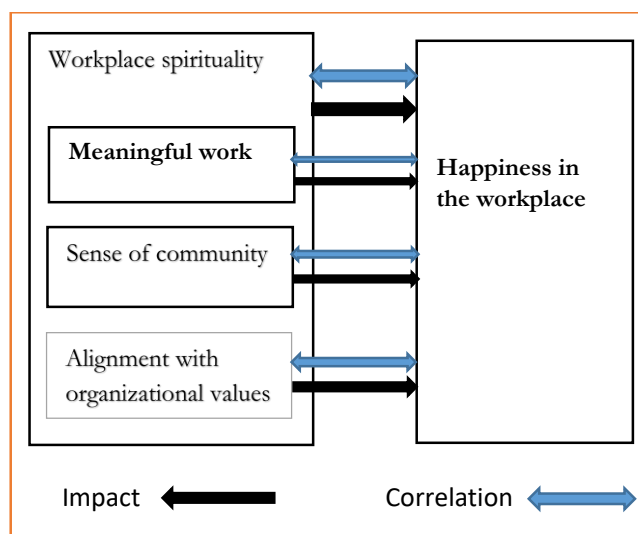 Workplace spirituality
Meaningful work
Happiness in
the workplace
Sense of community
Alignment with
organizational values
Impact
Correlation